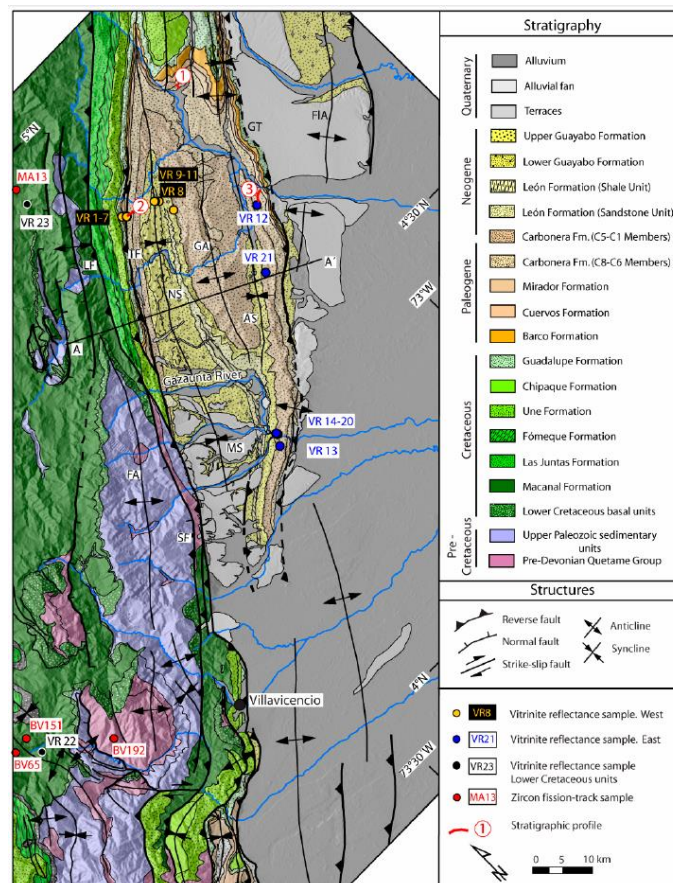 1
FIA
GT
5°N
MA13
VR 9-11
VR 8
3
VR 23
VR 1-7
2
VR 12
4°30'N
LF
TF
GA
VR 21
A´
73°W
NS
AS
A
Gazaunta River
VR 14-20
MS
VR 13
FA
SF
4°N
Villavicencio
BV151
VR 22
BV192
BV65
73°30'W
Stratigraphy
Quaternary
Alluvium
Alluvial fan
Terraces
Neogene
Upper Guayabo Formation
Lower Guayabo Formation
León Formation (Shale Unit)
León Formation (Sandstone Unit)
Carbonera Fm. (C5-C1 Members)
Paleogene
Carbonera Fm. (C8-C6 Members)
Mirador Formation
Cuervos Formation
Barco Formation
Cretaceous
Guadalupe Formation
Chipaque Formation
Une Formation
Fómeque Formation
Las Juntas Formation
Macanal Formation
Lower Cretaceous basal units
Pre-
Cretaceous
Upper Paleozoic sedimentary
units
Pre-Devonian Quetame Group
Structures
Reverse fault
Anticline
Normal fault
Syncline
Strike-slip fault
VR8 Vitrinite reflectance sample. West
VR21 Vitrinite reflectance sample. East
VR23 Vitrinite reflectance sample
Lower Cretaceous units
MA13 Zircon fission-track sample
1 Stratigraphic profile
N
0 5 10 km